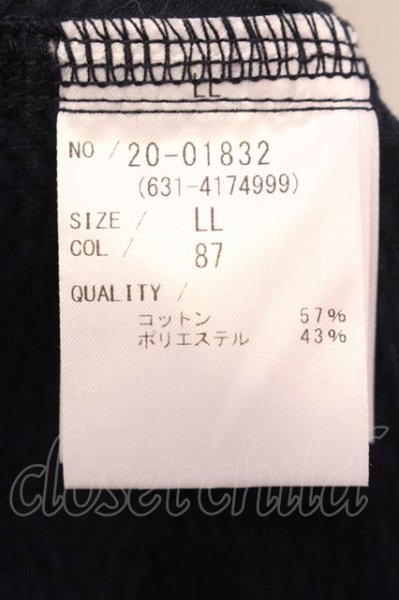 LL
NO / 20-01832
(631-4174999)
SIZE / LL
COL / 87
QUALITY /
コットン 57%
ポリエステル 43%
closet child